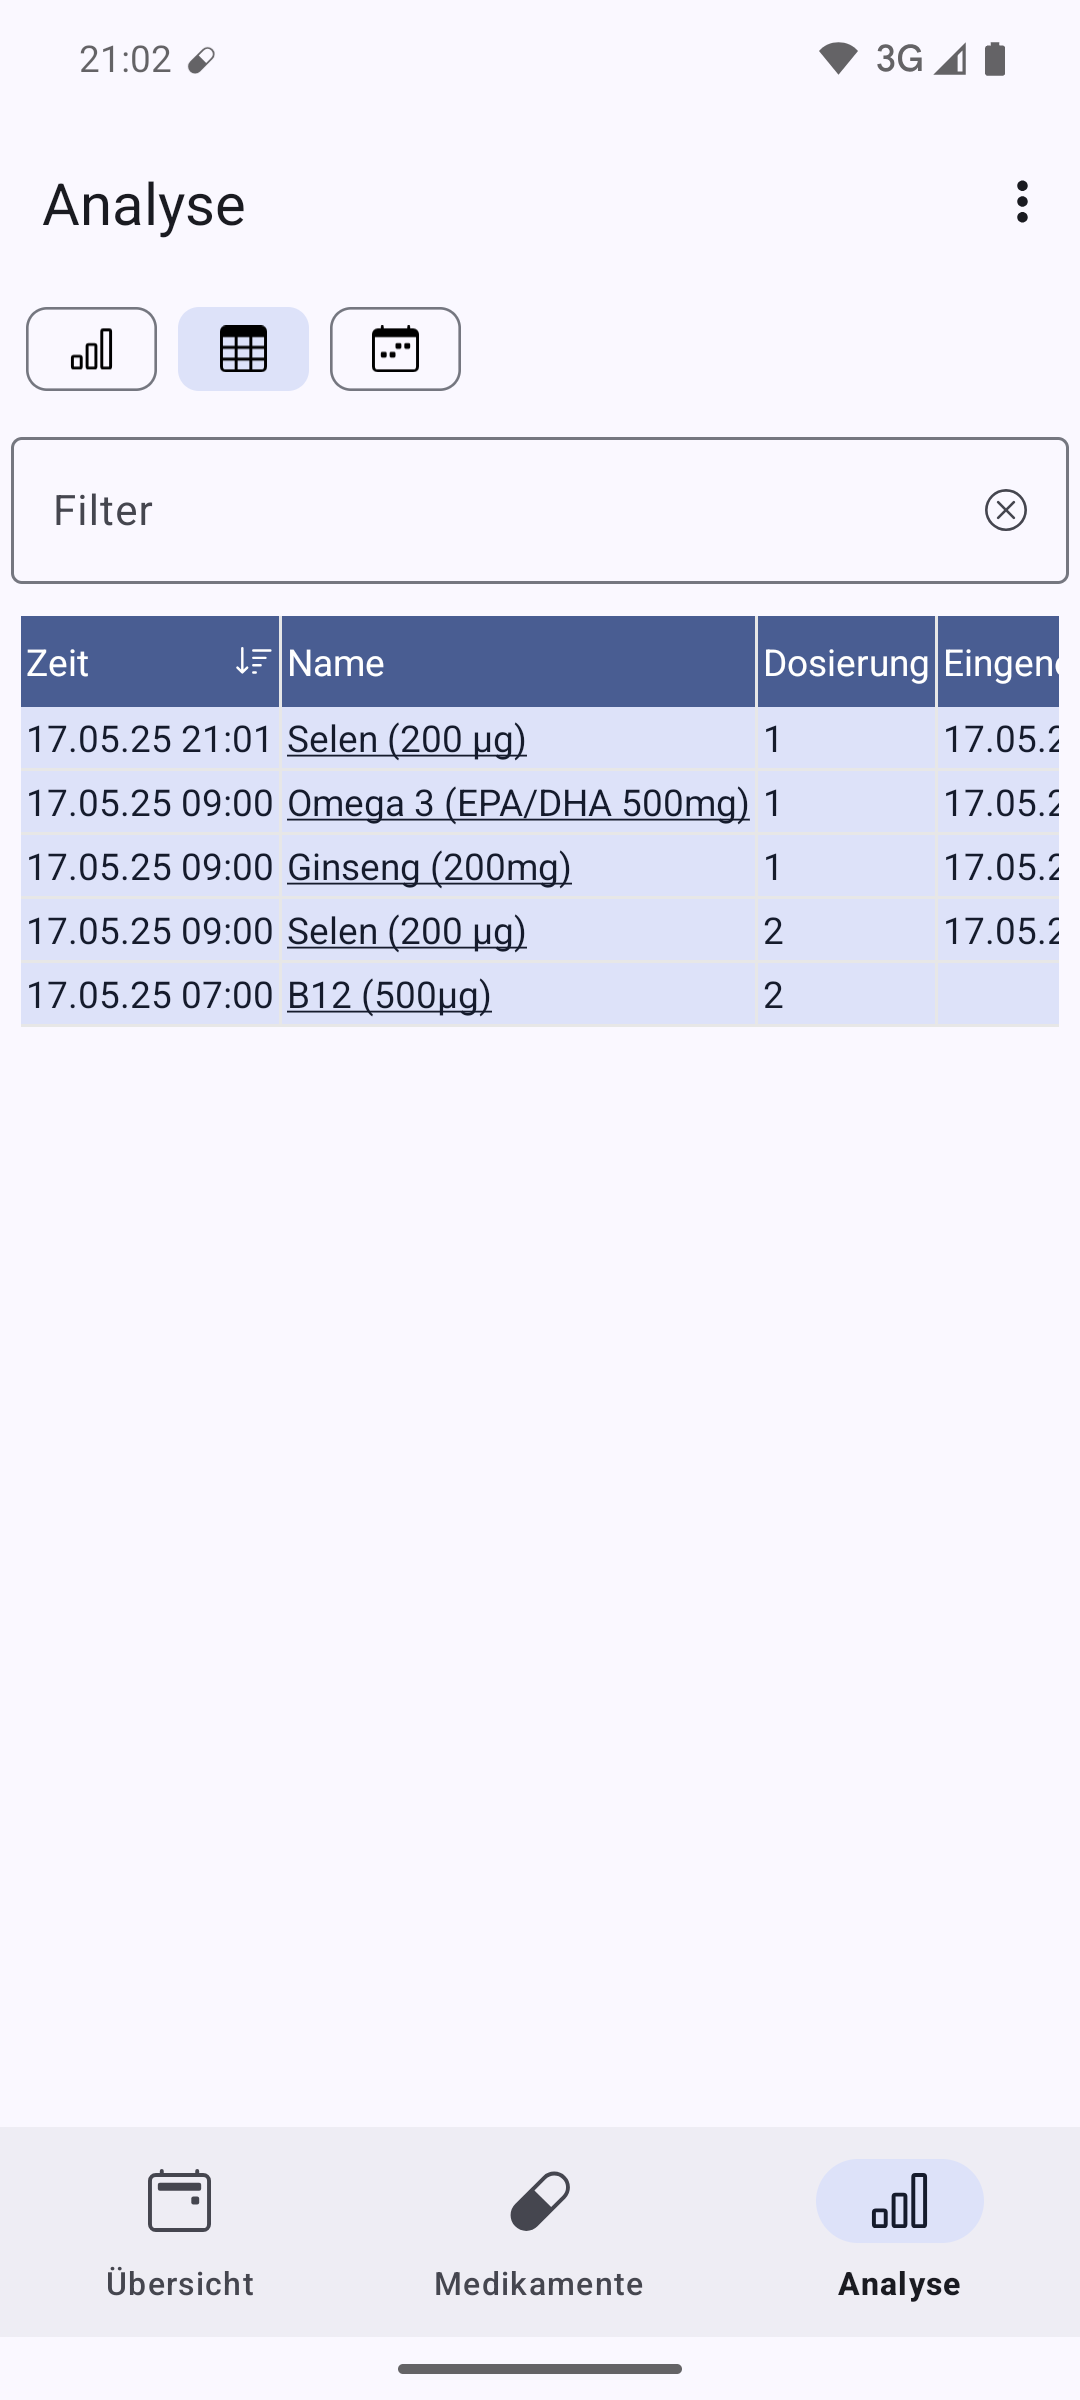 21:02 3G
Analyse
Filter
Zeit Name Dosierung Eingeno
17.05.25 21:01 Selen (200 µg) 1 17.05.2
17.05.25 09:00 Omega 3 (EPA/DHA 500mg) 1 17.05.2
17.05.25 09:00 Ginseng (200mg) 1 17.05.2
17.05.25 09:00 Selen (200 µg) 2 17.05.2
17.05.25 07:00 B12 (500µg) 2
Übersicht Medikamente Analyse